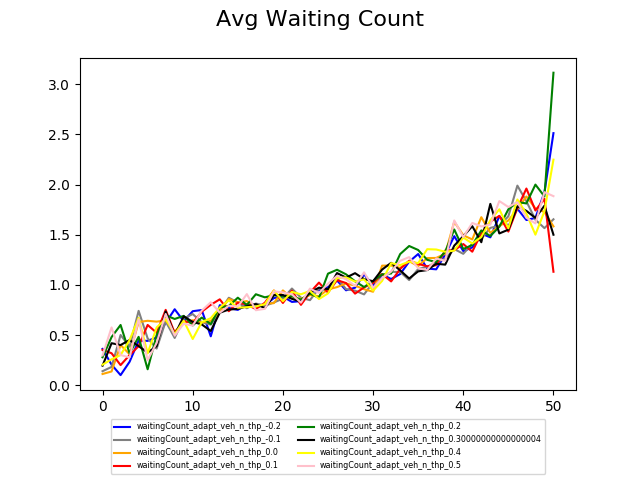 Avg Waiting Count
3.0
2.5
2.0
1.5
1.0
0.5
0.0
0 10 20 30 40 50
waitingCount_adapt_veh_n_thp_-0.2 waitingCount_adapt_veh_n_thp_0.2
waitingCount_adapt_veh_n_thp_-0.1 waitingCount_adapt_veh_n_thp_0.30000000000000004
waitingCount_adapt_veh_n_thp_0.0 waitingCount_adapt_veh_n_thp_0.4
waitingCount_adapt_veh_n_thp_0.1 waitingCount_adapt_veh_n_thp_0.5